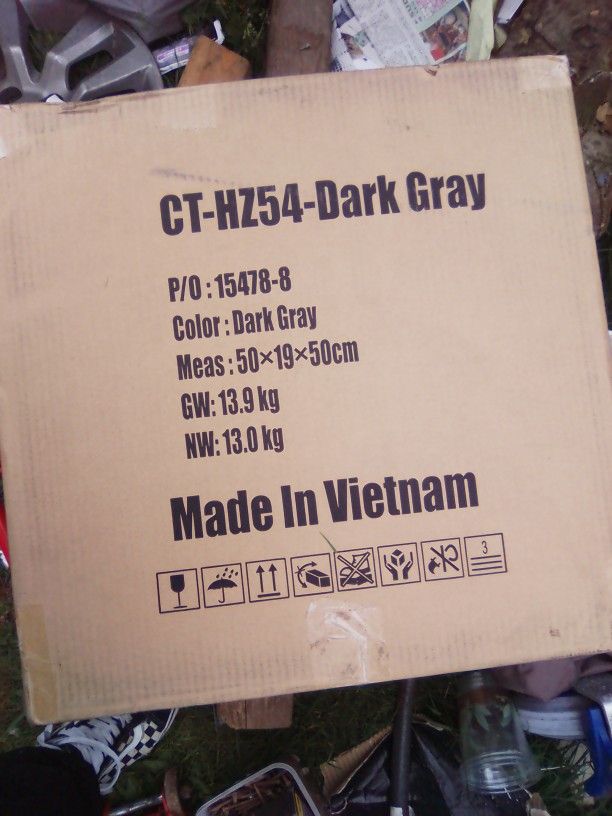 CT-HZ54-Dark Gray
P/O : 15478-8
Color : Dark Gray
Meas : 50×19×50cm
GW: 13.9 kg
NW: 13.0 kg
Made In Vietnam
3